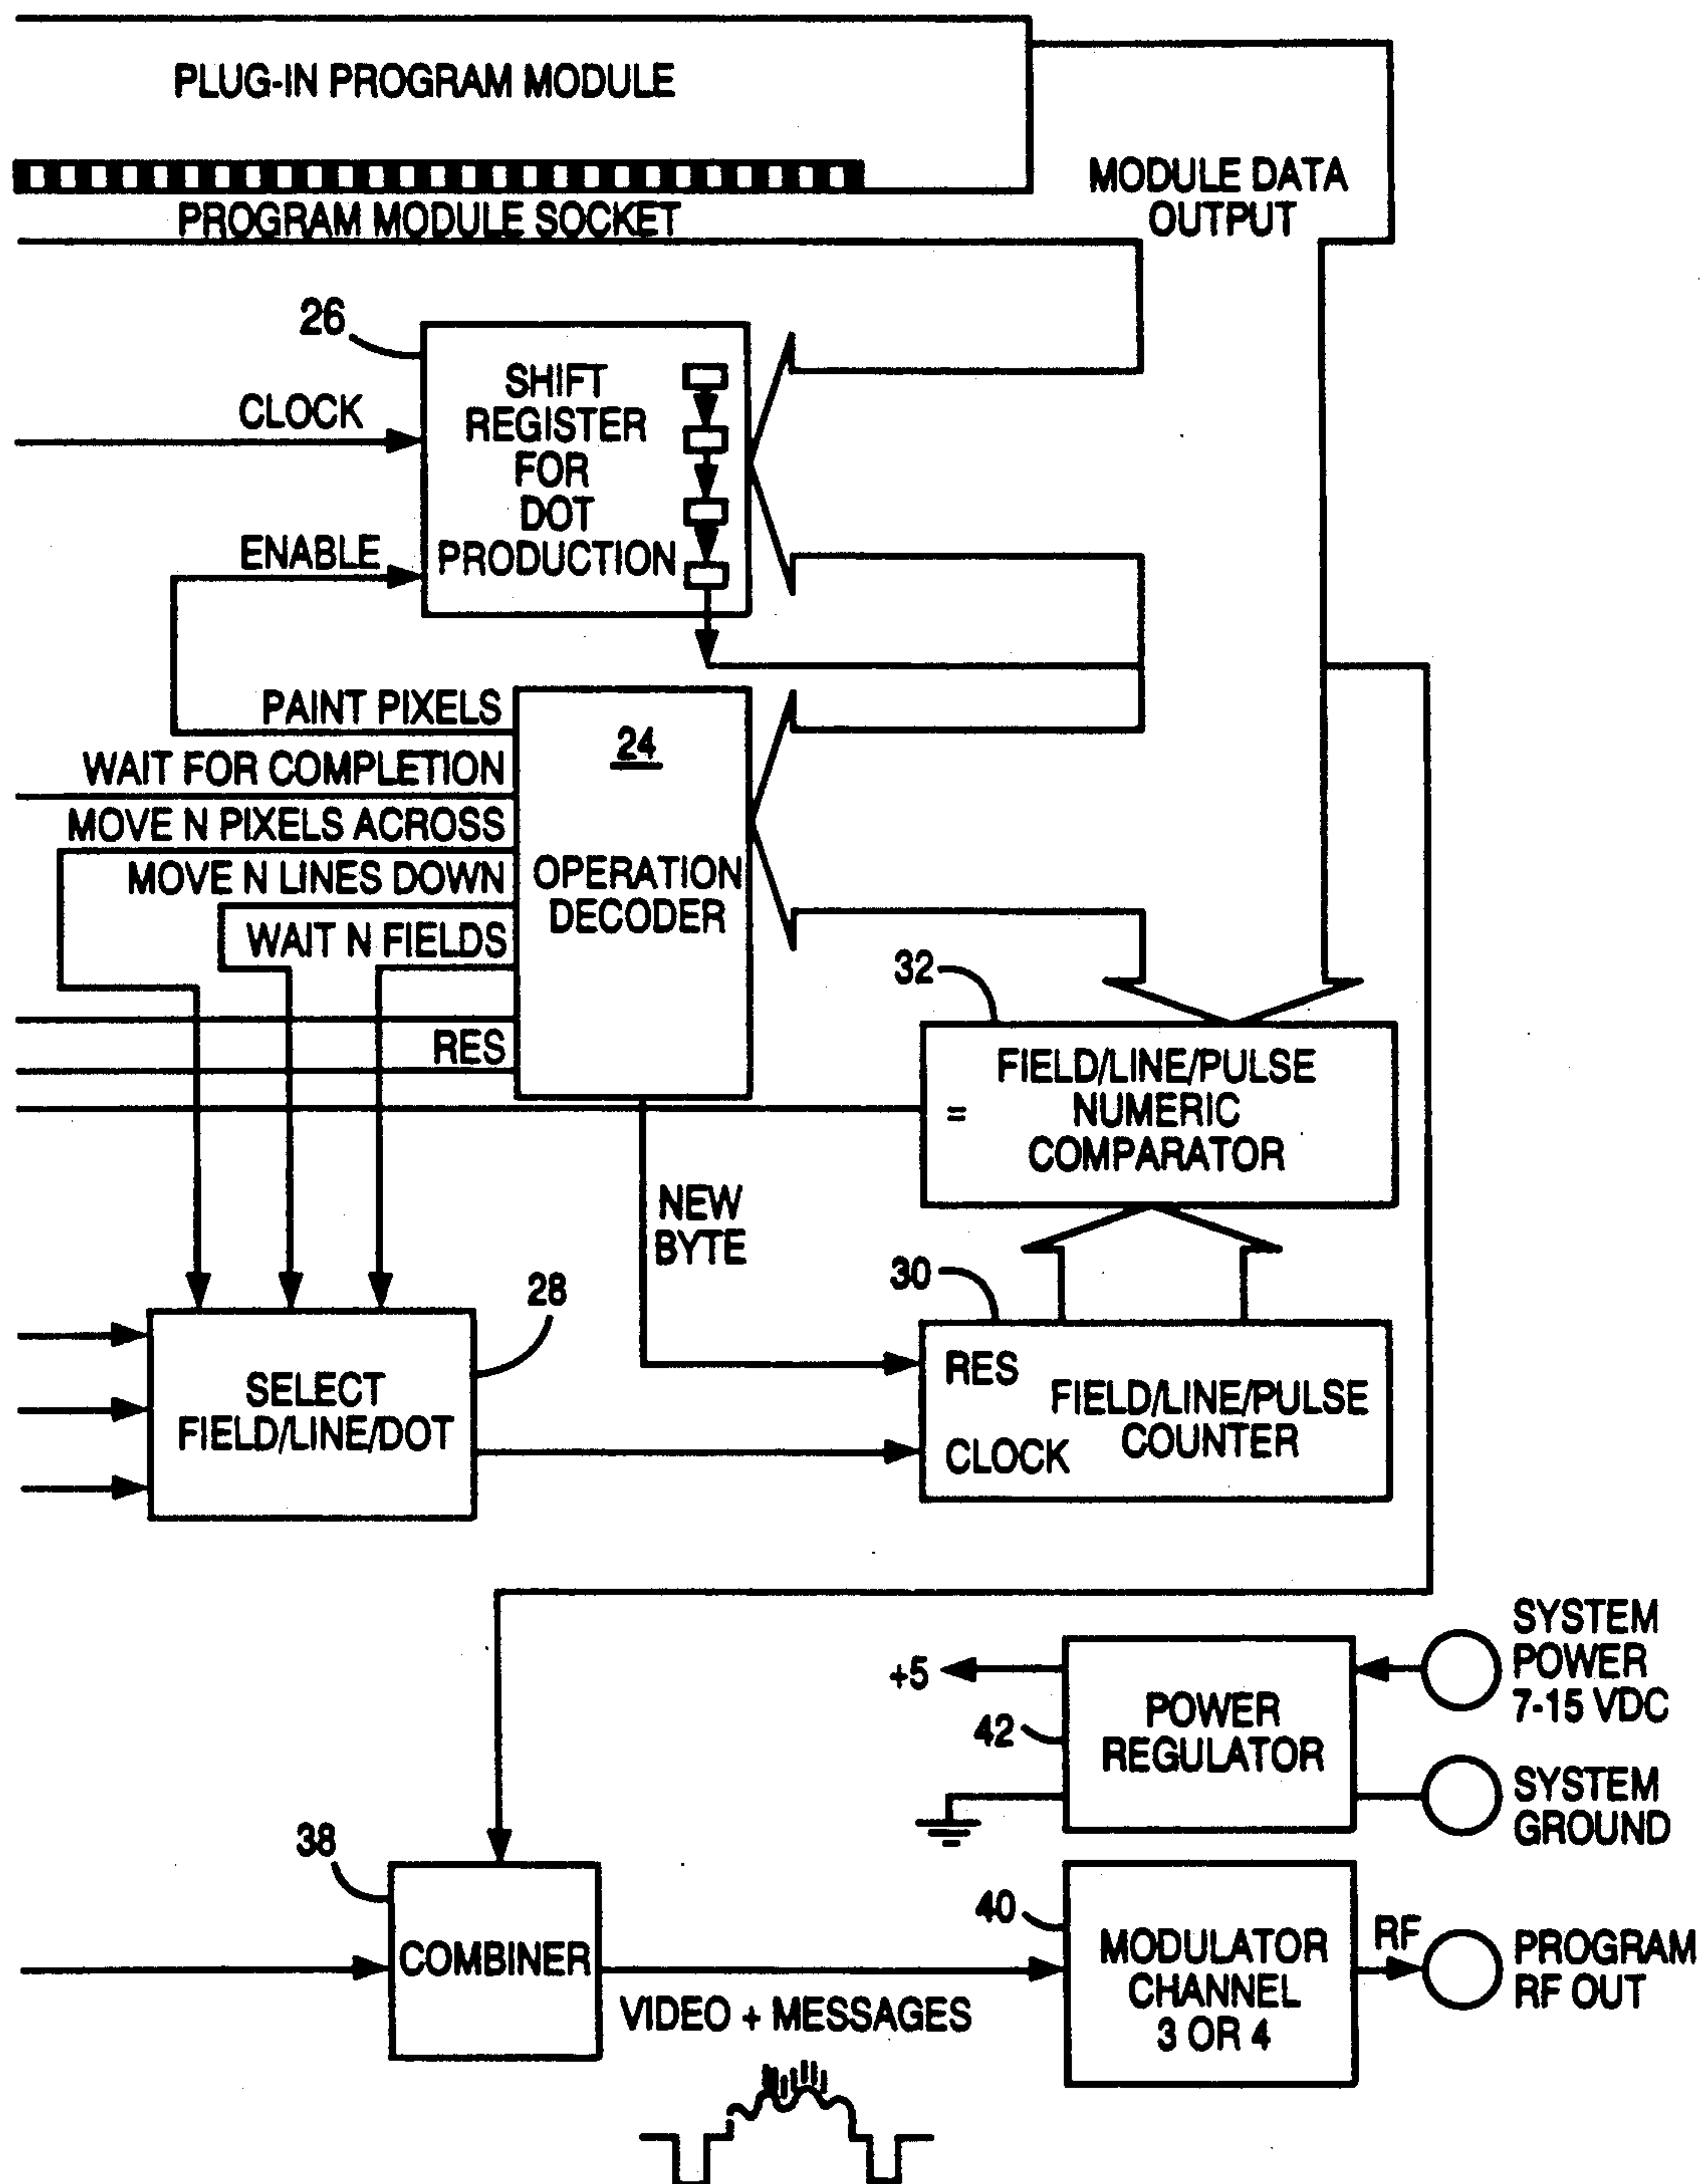 PLUG-IN PROGRAM MODULE
MODULE DATA
OUTPUT
PROGRAM MODULE SOCKET
26
SHIFT
REGISTER
FOR
DOT
PRODUCTION
CLOCK
ENABLE
PAINT PIXELS
WAIT FOR COMPLETION
MOVE N PIXELS ACROSS
MOVE N LINES DOWN
WAIT N FIELDS
RES
24
OPERATION
DECODER
32
FIELD/LINE/PULSE
NUMERIC
COMPARATOR
=
NEW
BYTE
28
SELECT
FIELD/LINE/DOT
30
RES
FIELD/LINE/PULSE
COUNTER
CLOCK
SYSTEM
POWER
7-15 VDC
+5
42
POWER
REGULATOR
SYSTEM
GROUND
38
COMBINER
VIDEO + MESSAGES
40
MODULATOR
CHANNEL
3 OR 4
RF
PROGRAM
RF OUT